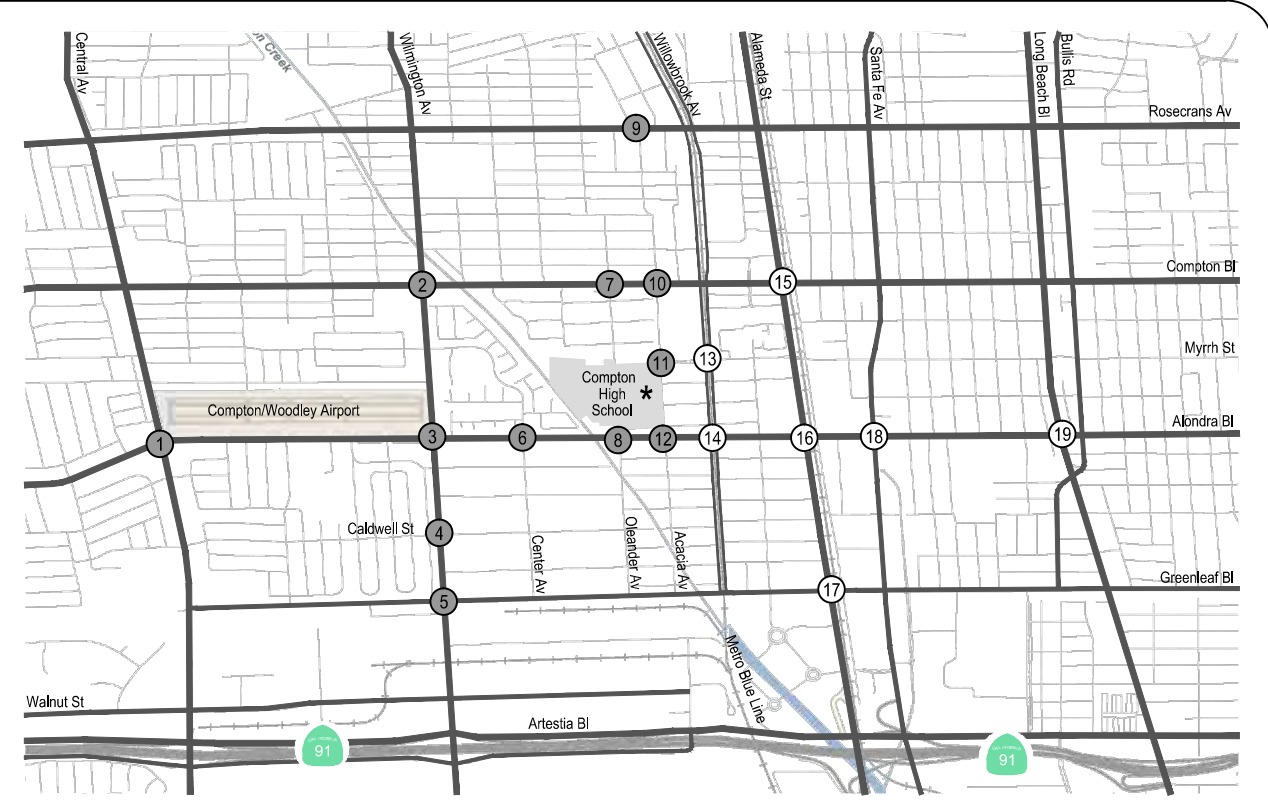 Central Av
on Creek
Wilmington Av
Willowbrook Av
Alameda St
Santa Fe Av
Long Beach Bl
Bullis Rd
Rosecrans Av
9
Compton Bl
2
7
10
15
Myrrh St
11
13
Compton
High
School
*
Compton/Woodley Airport
Alondra Bl
1
3
6
8
12
14
16
18
19
Caldwell St
4
Center Av
Oleander Av
Acacia Av
Greenleaf Bl
5
17
Metro Blue Line
Walnut St
Artestia Bl
91
91